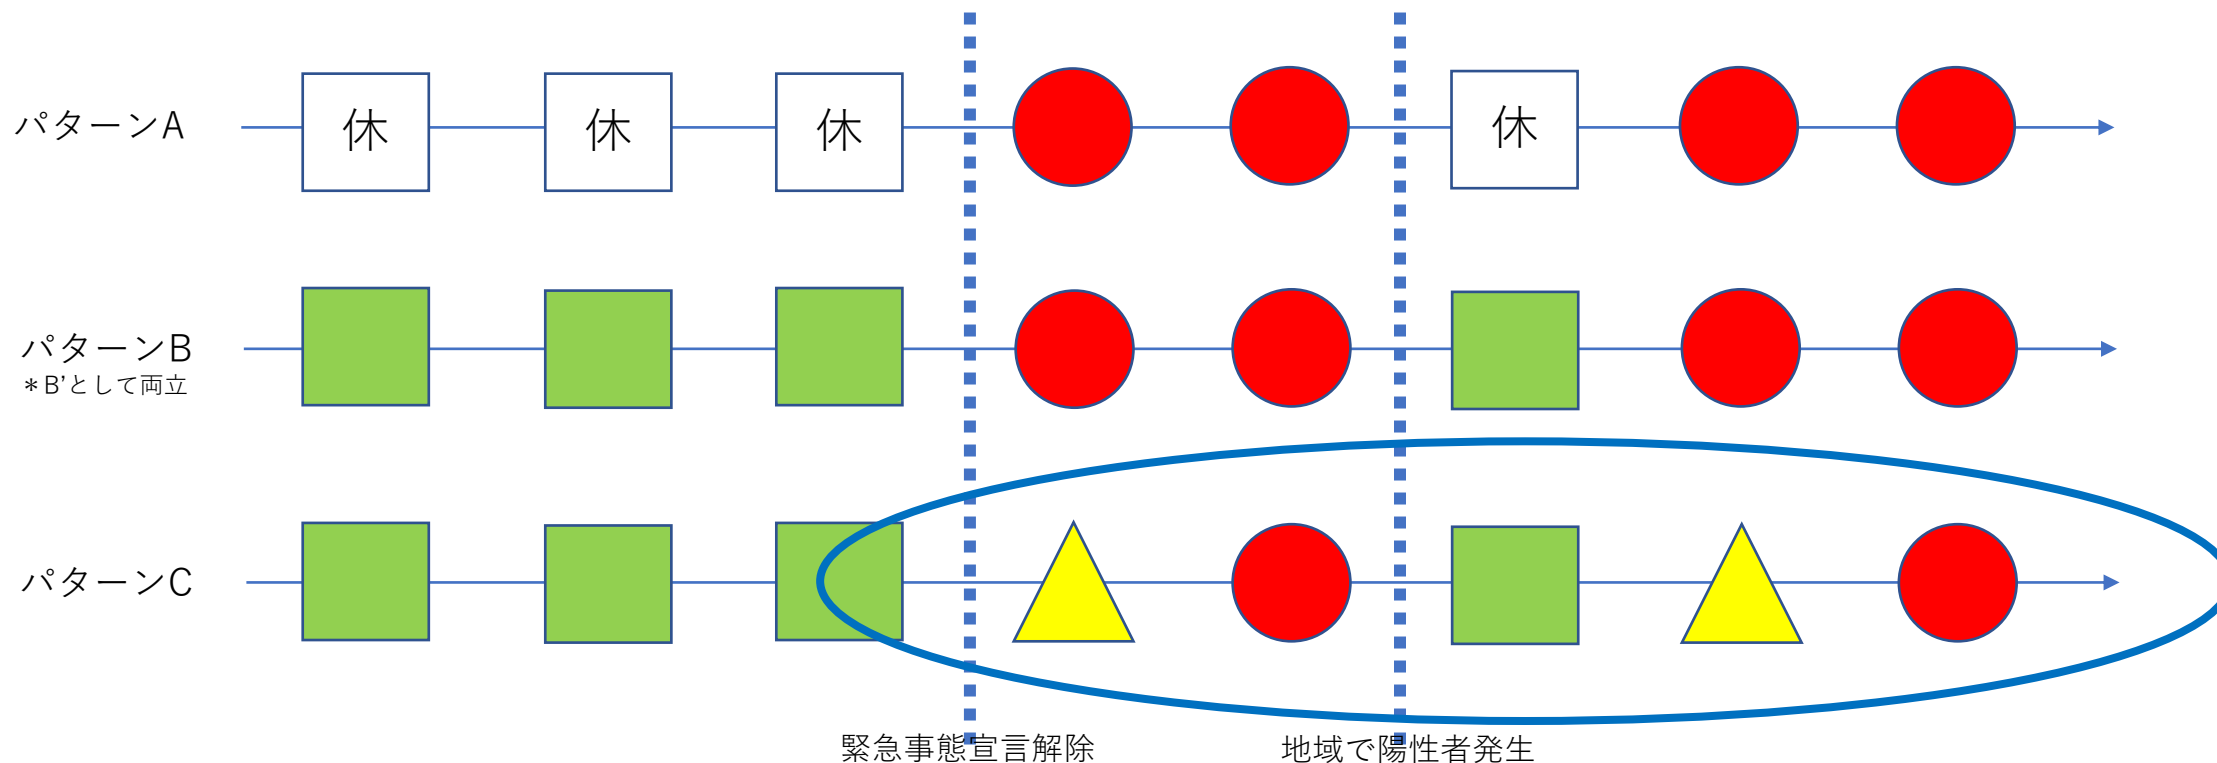 パターンA
休
休
休
休
パターンB
＊B’として両立
パターンC
緊急事態宣言解除
地域で陽性者発生